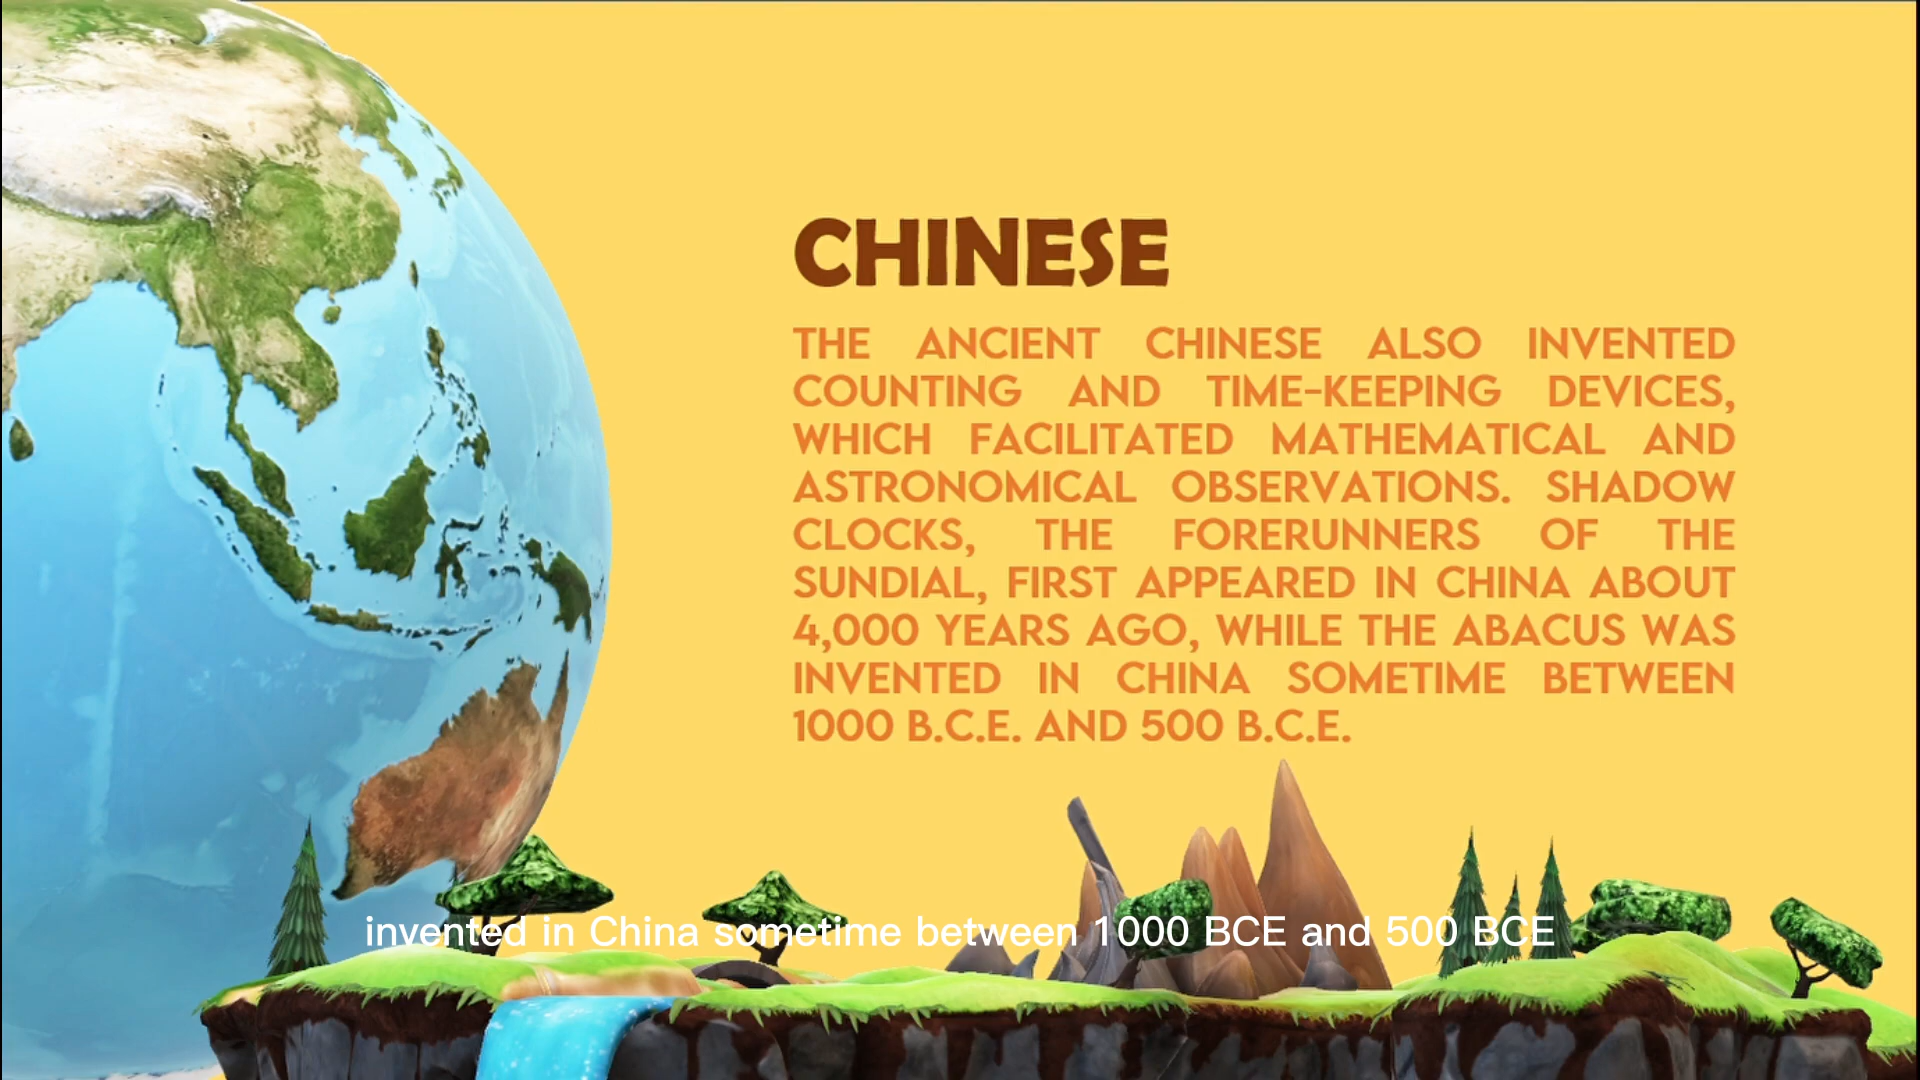 CHINESE
THE ANCIENT CHINESE ALSO INVENTED
COUNTING AND TIME-KEEPING DEVICES,
WHICH FACILITATED MATHEMATICAL AND
ASTRONOMICAL OBSERVATIONS. SHADOW
CLOCKS, THE FORERUNNERS OF THE
SUNDIAL, FIRST APPEARED IN CHINA ABOUT
4,000 YEARS AGO, WHILE THE ABACUS WAS
INVENTED IN CHINA SOMETIME BETWEEN
1000 B.C.E. AND 500 B.C.E.
invented in China sometime between 1000 BCE and 500 BCE